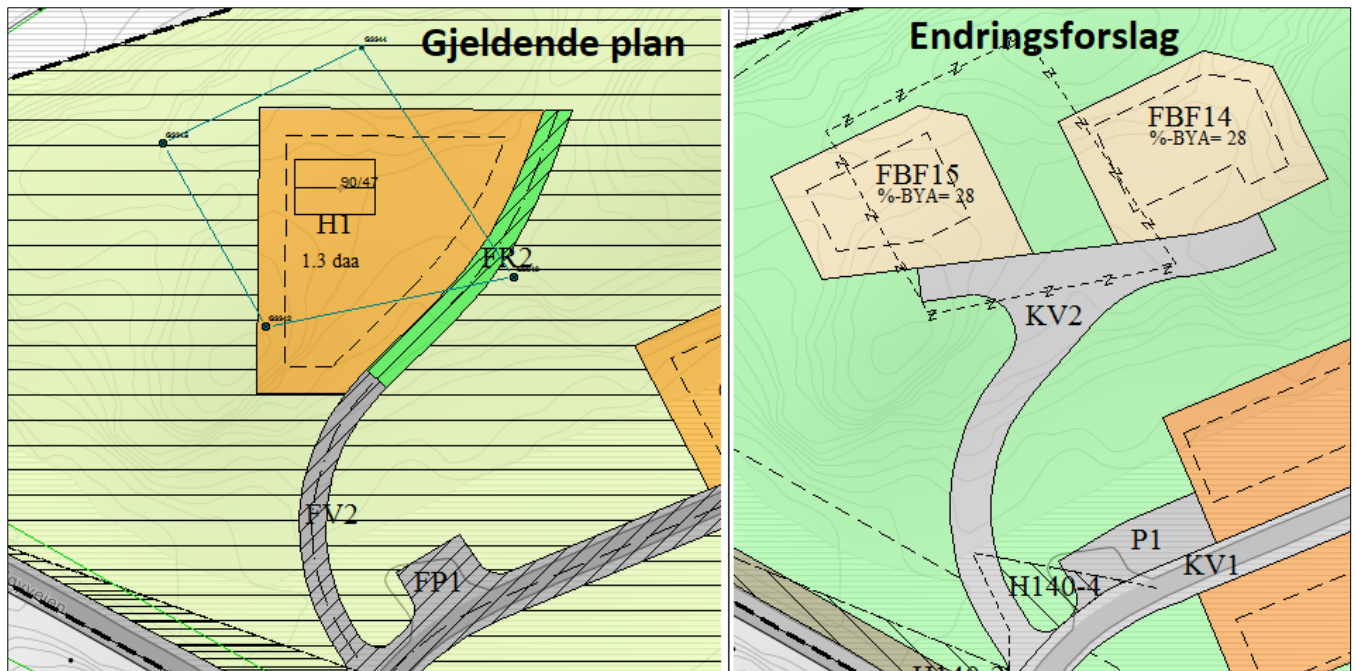 Gjeldende plan
90/47
H1
1.3 daa
FR2
FV2
FP1
Endringsforslag
FBF14
%-BYA= 28
FBF15
%-BYA= 28
KV2
P1
KV1
H140-4